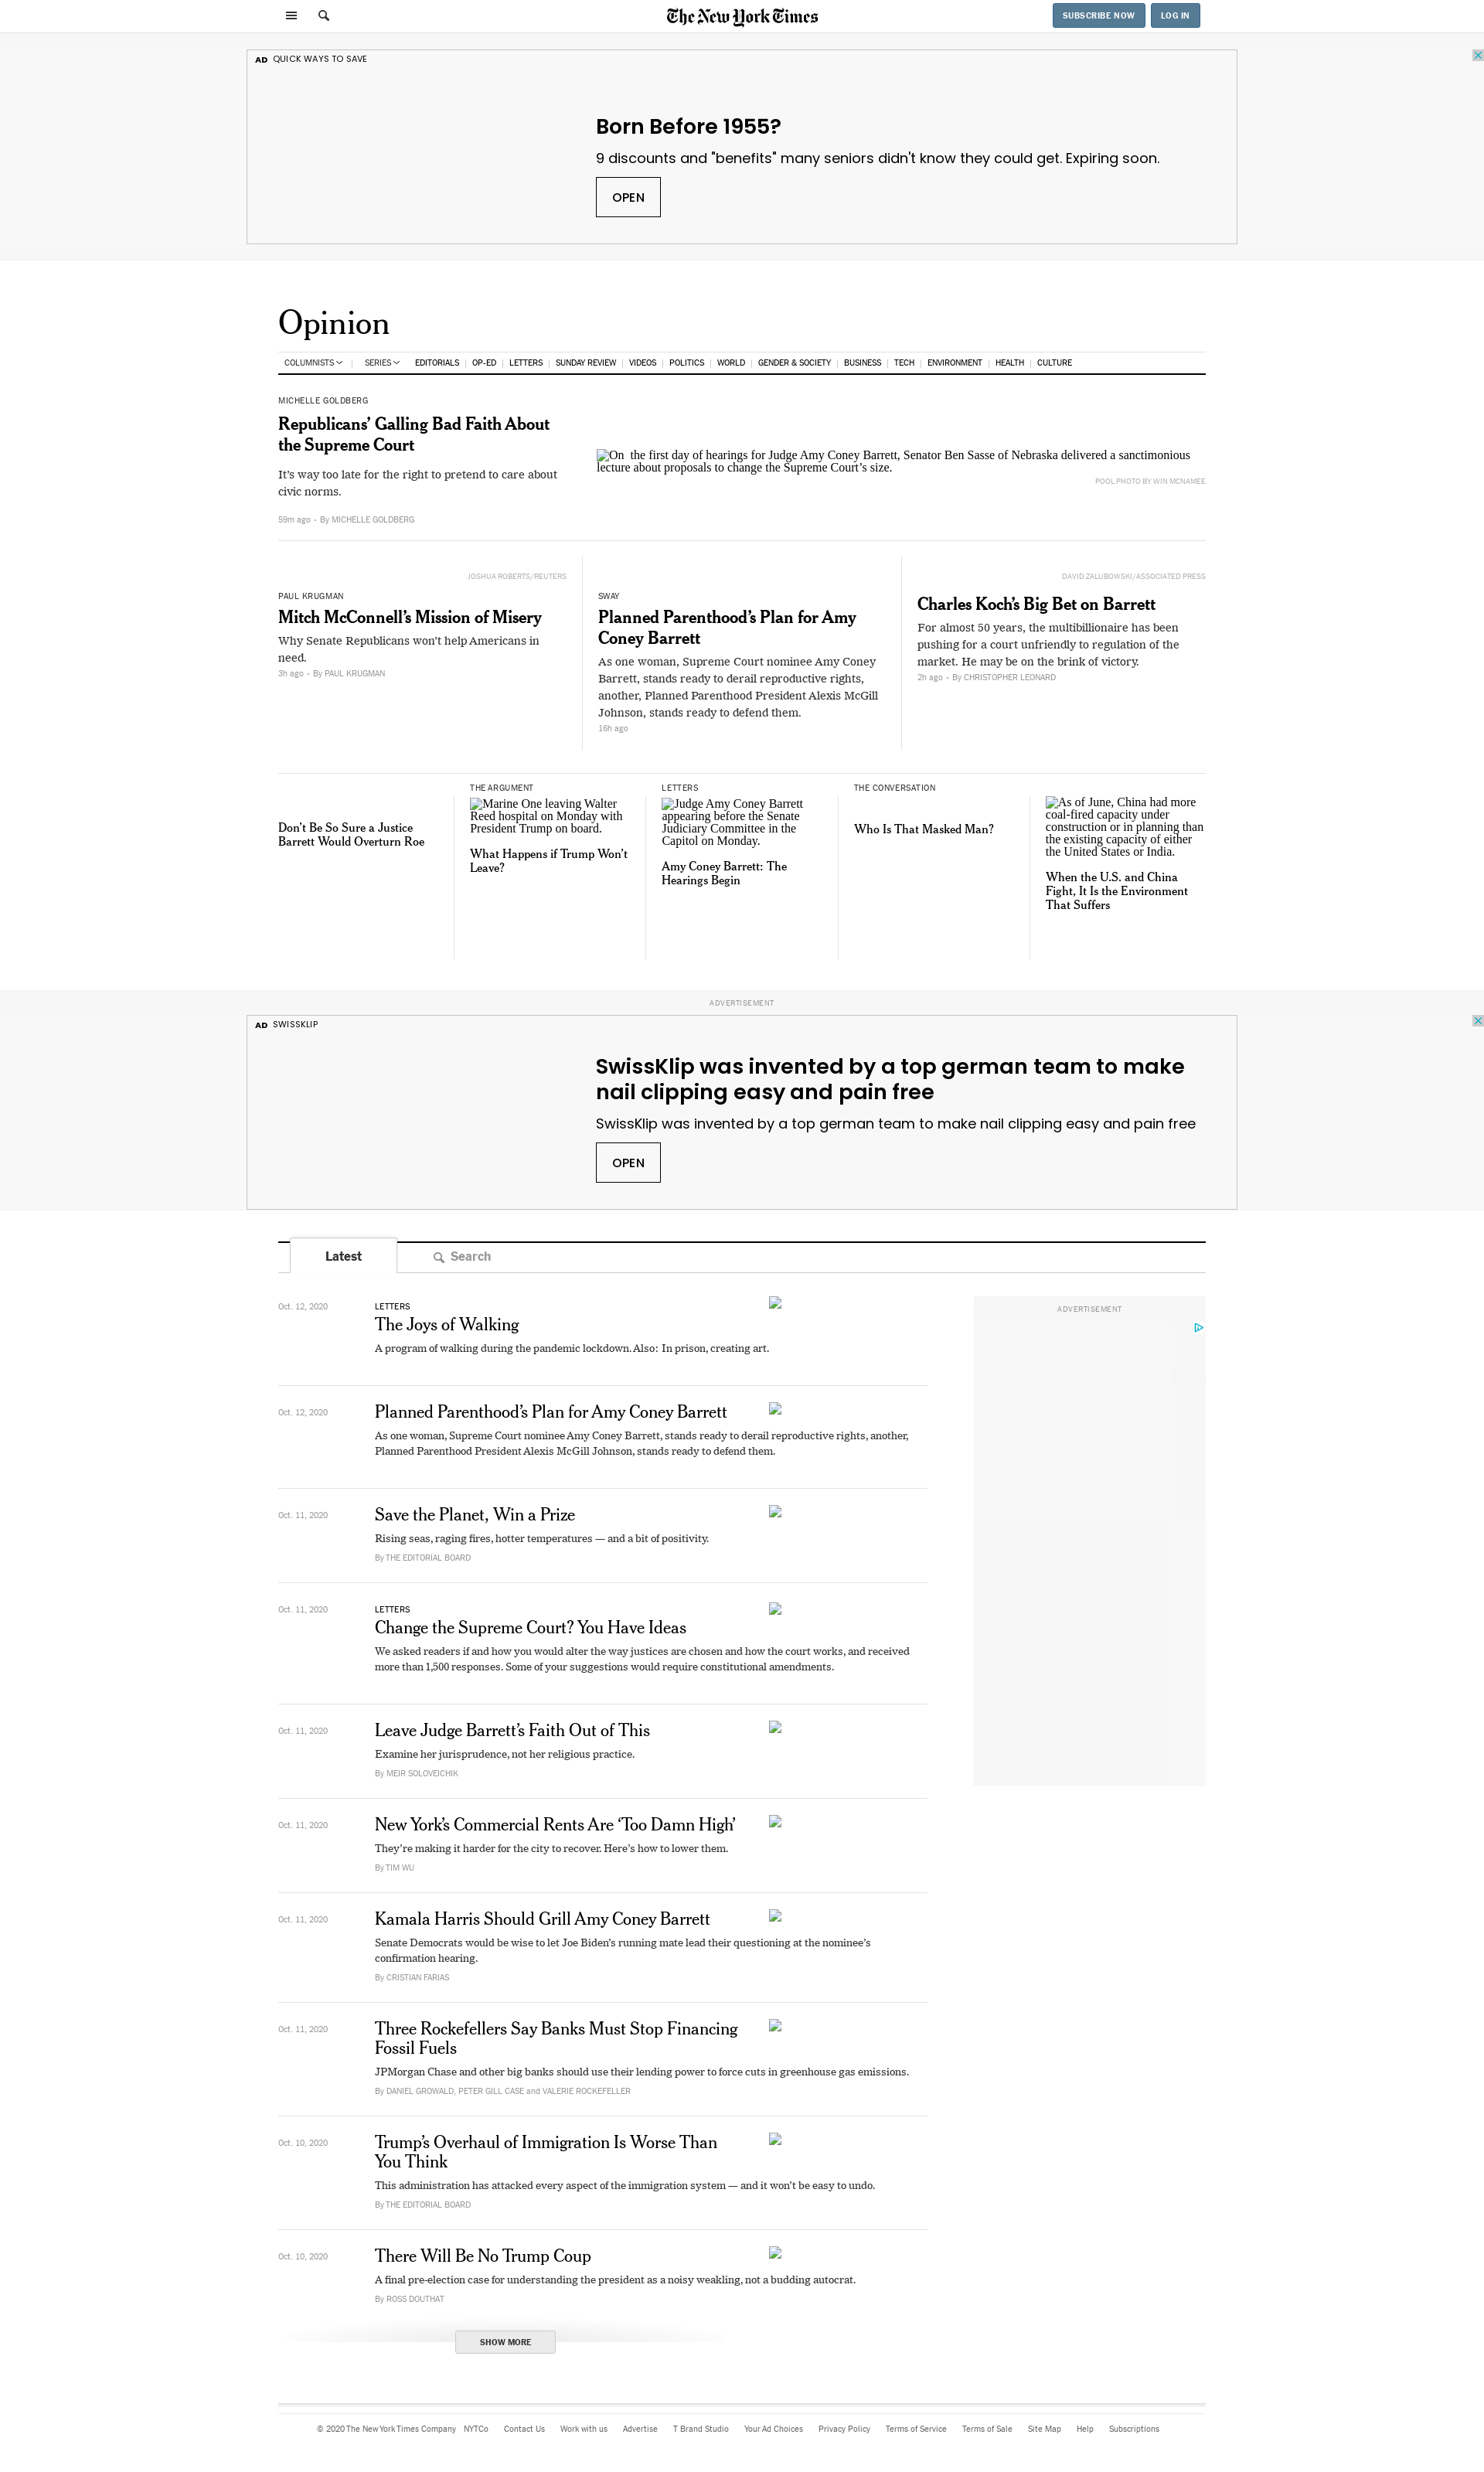 The New York Times
SUBSCRIBE NOW
LOG IN
AD QUICK WAYS TO SAVE
Born Before 1955?
9 discounts and "benefits" many seniors didn't know they could get. Expiring soon.
OPEN
Opinion
COLUMNISTS
SERIES
EDITORIALS
OP-ED
LETTERS
SUNDAY REVIEW
VIDEOS
POLITICS
WORLD
GENDER & SOCIETY
BUSINESS
TECH
ENVIRONMENT
HEALTH
CULTURE
MICHELLE GOLDBERG
Republicans’ Galling Bad Faith About
the Supreme Court
It’s way too late for the right to pretend to care about
civic norms.
59m ago • By MICHELLE GOLDBERG
On the first day of hearings for Judge Amy Coney Barrett, Senator Ben Sasse of Nebraska delivered a sanctimonious
lecture about proposals to change the Supreme Court’s size.
POOL PHOTO BY WIN MCNAMEE
JOSHUA ROBERTS/REUTERS
PAUL KRUGMAN
Mitch McConnell’s Mission of Misery
Why Senate Republicans won’t help Americans in
need.
3h ago • By PAUL KRUGMAN
SWAY
Planned Parenthood’s Plan for Amy
Coney Barrett
As one woman, Supreme Court nominee Amy Coney
Barrett, stands ready to derail reproductive rights,
another, Planned Parenthood President Alexis McGill
Johnson, stands ready to defend them.
16h ago
DAVID ZALUBOWSKI/ASSOCIATED PRESS
Charles Koch’s Big Bet on Barrett
For almost 50 years, the multibillionaire has been
pushing for a court unfriendly to regulation of the
market. He may be on the brink of victory.
2h ago • By CHRISTOPHER LEONARD
Don’t Be So Sure a Justice
Barrett Would Overturn Roe
THE ARGUMENT
Marine One leaving Walter
Reed hospital on Monday with
President Trump on board.
What Happens if Trump Won’t
Leave?
LETTERS
Judge Amy Coney Barrett
appearing before the Senate
Judiciary Committee in the
Capitol on Monday.
Amy Coney Barrett: The
Hearings Begin
THE CONVERSATION
Who Is That Masked Man?
As of June, China had more
coal-fired capacity under
construction or in planning than
the existing capacity of either
the United States or India.
When the U.S. and China
Fight, It Is the Environment
That Suffers
ADVERTISEMENT
AD SWISSKLIP
SwissKlip was invented by a top german team to make
nail clipping easy and pain free
SwissKlip was invented by a top german team to make nail clipping easy and pain free
OPEN
Latest
Search
ADVERTISEMENT
Oct. 12, 2020
LETTERS
The Joys of Walking
A program of walking during the pandemic lockdown. Also: In prison, creating art.
Oct. 12, 2020
Planned Parenthood’s Plan for Amy Coney Barrett
As one woman, Supreme Court nominee Amy Coney Barrett, stands ready to derail reproductive rights, another,
Planned Parenthood President Alexis McGill Johnson, stands ready to defend them.
Oct. 11, 2020
Save the Planet, Win a Prize
Rising seas, raging fires, hotter temperatures — and a bit of positivity.
By THE EDITORIAL BOARD
Oct. 11, 2020
LETTERS
Change the Supreme Court? You Have Ideas
We asked readers if and how you would alter the way justices are chosen and how the court works, and received
more than 1,500 responses. Some of your suggestions would require constitutional amendments.
Oct. 11, 2020
Leave Judge Barrett’s Faith Out of This
Examine her jurisprudence, not her religious practice.
By MEIR SOLOVEICHIK
Oct. 11, 2020
New York’s Commercial Rents Are ‘Too Damn High’
They’re making it harder for the city to recover. Here’s how to lower them.
By TIM WU
Oct. 11, 2020
Kamala Harris Should Grill Amy Coney Barrett
Senate Democrats would be wise to let Joe Biden’s running mate lead their questioning at the nominee’s
confirmation hearing.
By CRISTIAN FARIAS
Oct. 11, 2020
Three Rockefellers Say Banks Must Stop Financing
Fossil Fuels
JPMorgan Chase and other big banks should use their lending power to force cuts in greenhouse gas emissions.
By DANIEL GROWALD, PETER GILL CASE and VALERIE ROCKEFELLER
Oct. 10, 2020
Trump’s Overhaul of Immigration Is Worse Than
You Think
This administration has attacked every aspect of the immigration system — and it won’t be easy to undo.
By THE EDITORIAL BOARD
Oct. 10, 2020
There Will Be No Trump Coup
A final pre-election case for understanding the president as a noisy weakling, not a budding autocrat.
By ROSS DOUTHAT
SHOW MORE
© 2020 The New York Times Company NYTCo Contact Us Work with us Advertise T Brand Studio Your Ad Choices Privacy Policy Terms of Service Terms of Sale Site Map Help Subscriptions